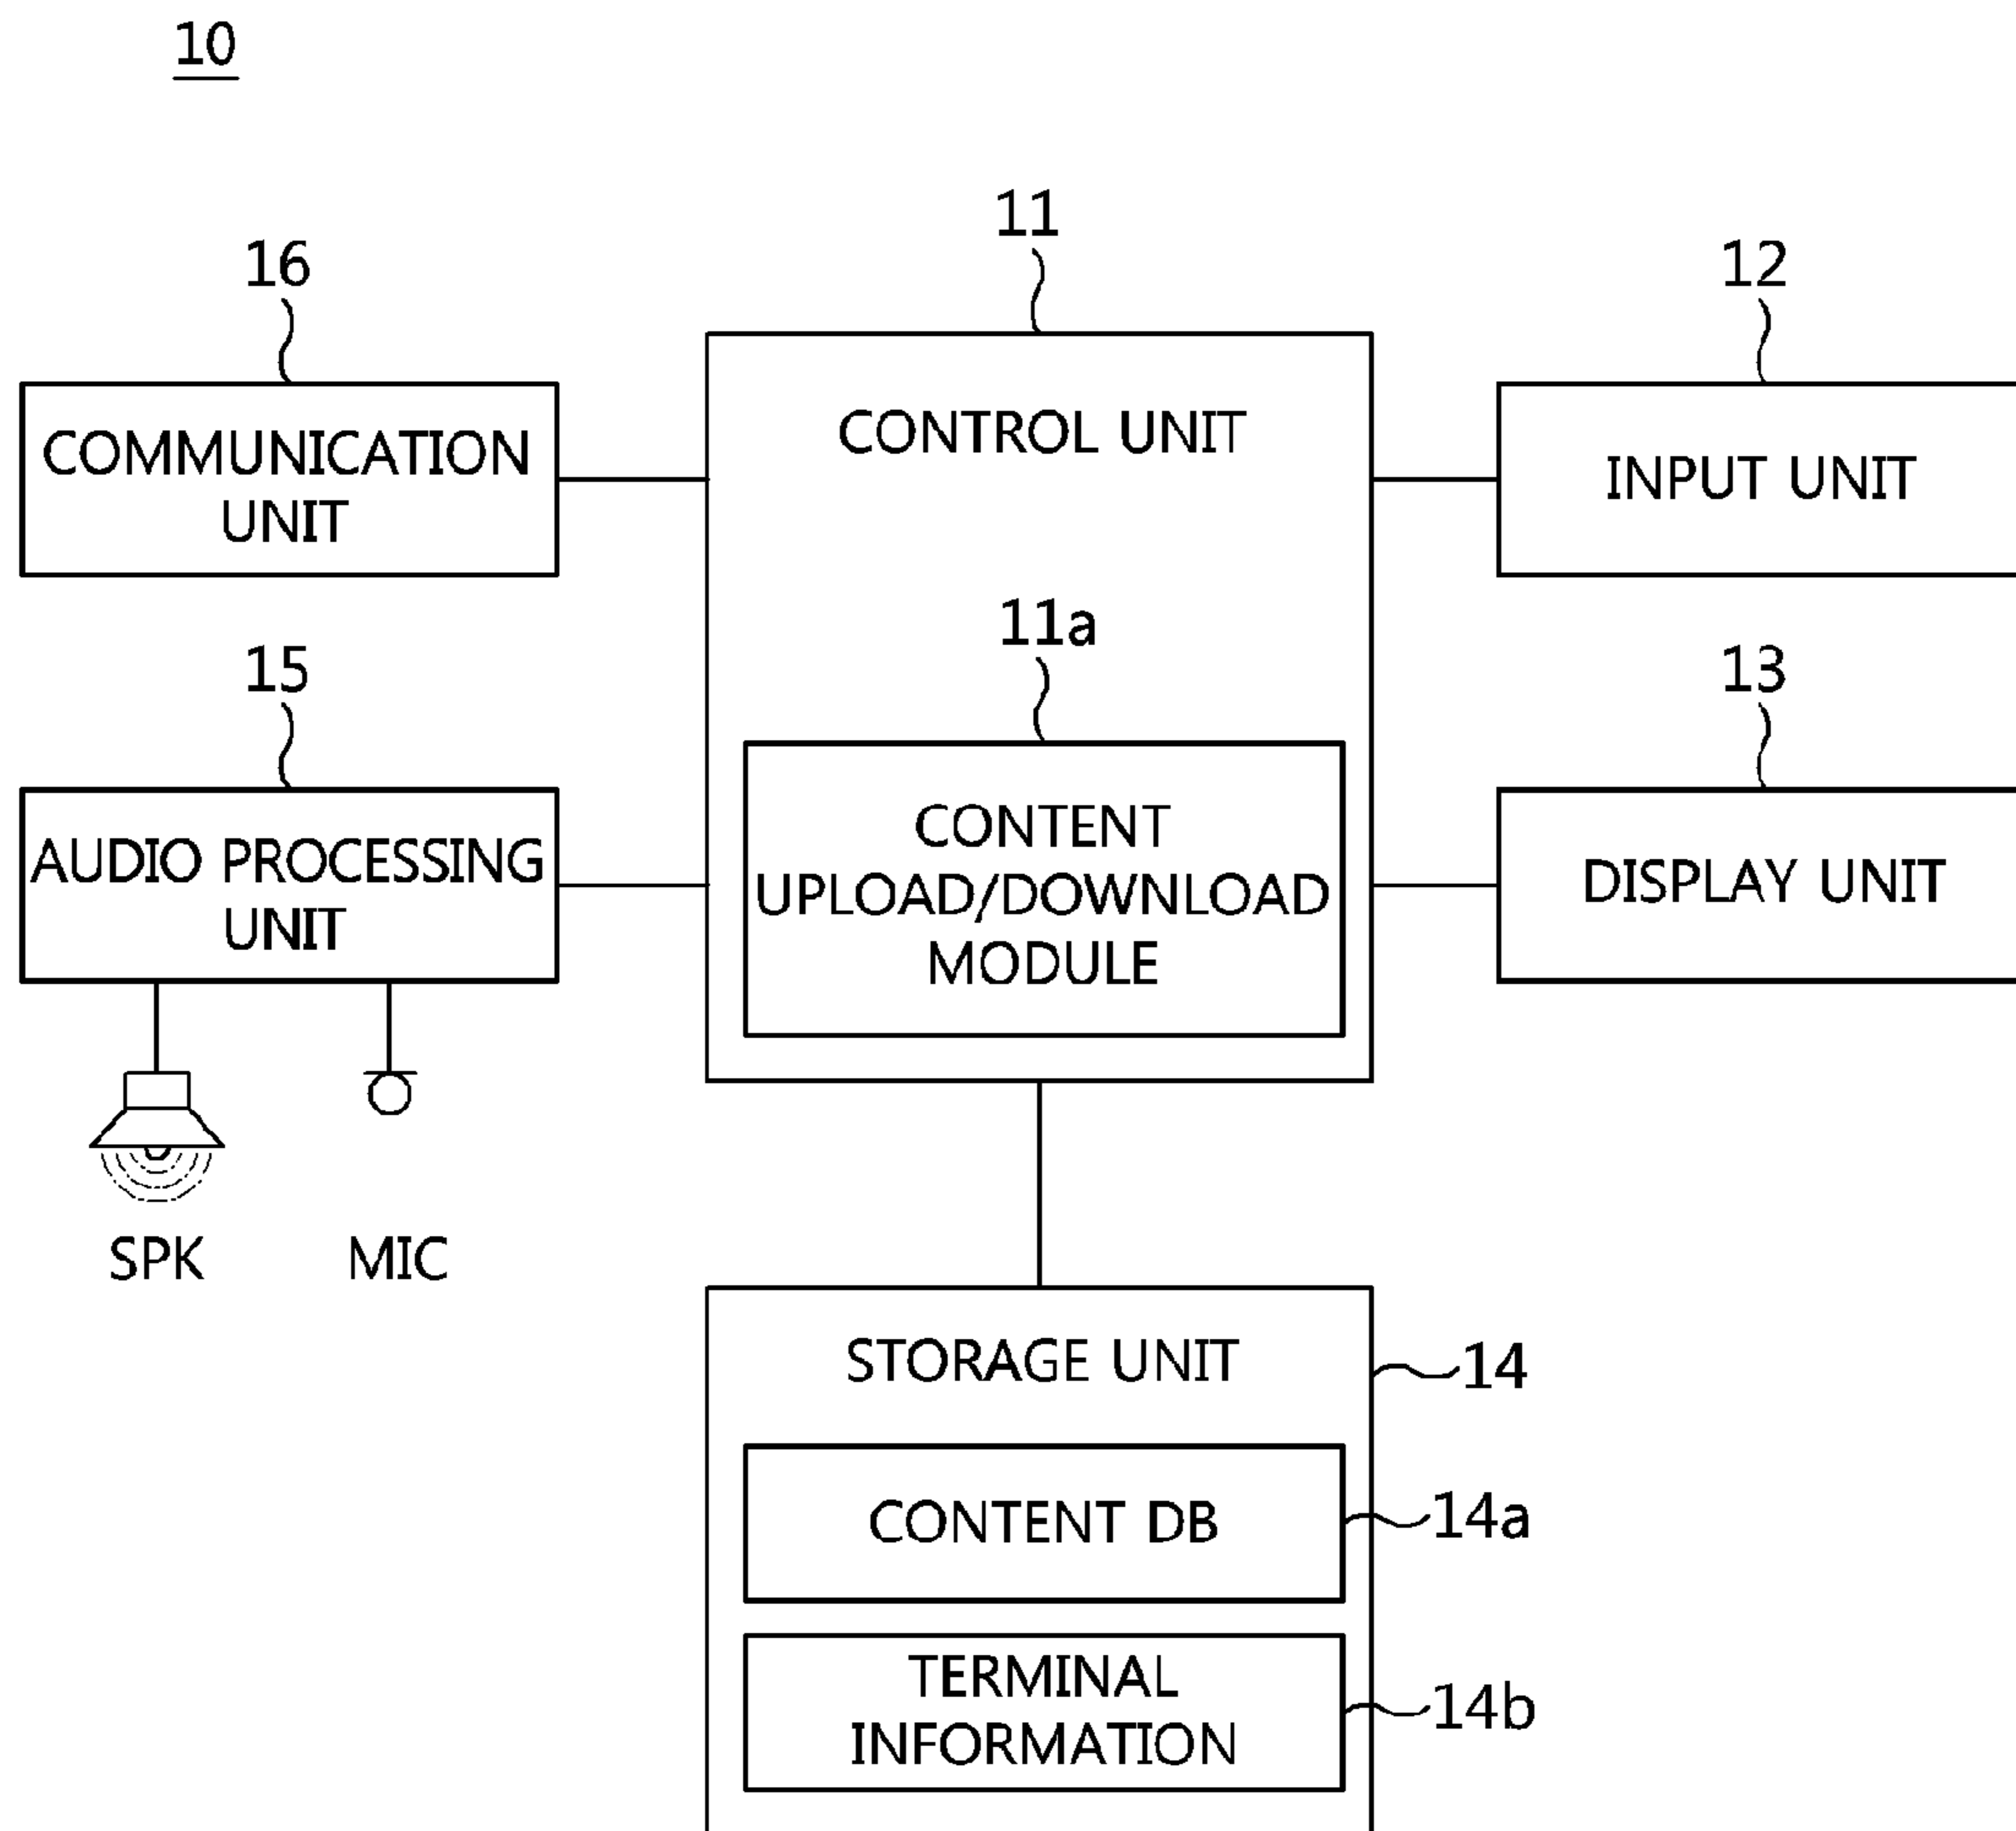 10
11
16
12
CONTROL UNIT
COMMUNICATION
UNIT
INPUT UNIT
11a
15
13
CONTENT
UPLOAD/DOWNLOAD
MODULE
AUDIO PROCESSING
UNIT
DISPLAY UNIT
SPK
MIC
STORAGE UNIT
14
CONTENT DB
14a
TERMINAL
INFORMATION
14b